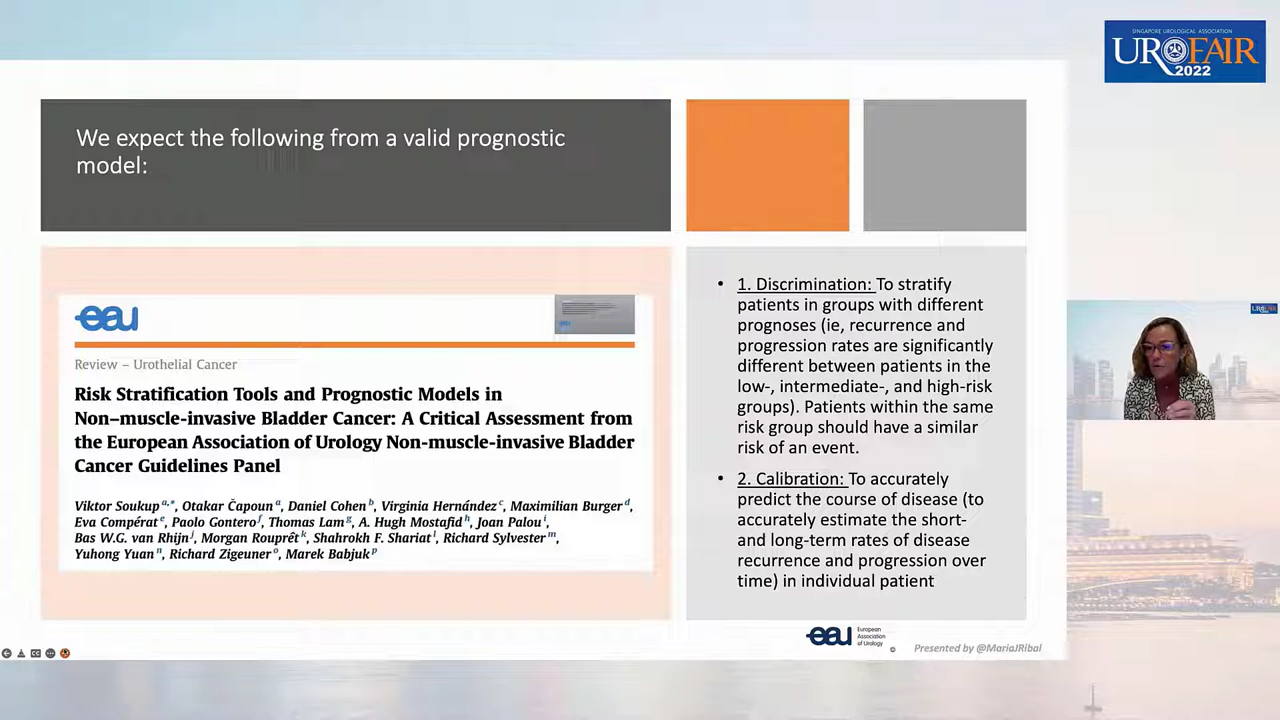 SINGAPORE UROLOGICAL ASSOCIATION
UROFAIR
2022
We expect the following from a valid prognostic
model:
eau
Review – Urothelial Cancer
Risk Stratification Tools and Prognostic Models in
Non–muscle-invasive Bladder Cancer: A Critical Assessment from
the European Association of Urology Non-muscle-invasive Bladder
Cancer Guidelines Panel
Viktor Soukup a,*, Otakar Čapoun a, Daniel Cohen b, Virginia Hernández c, Maximilian Burger d,
Eva Compérat e, Paolo Gontero f, Thomas Lam g, A. Hugh Mostafid h, Joan Palou i,
Bas W.G. van Rhijn j, Morgan Rouprêt k, Shahrokh F. Shariat l, Richard Sylvester m,
Yuhong Yuan n, Richard Zigeuner o, Marek Babjuk p
• 1. Discrimination: To stratify
patients in groups with different
prognoses (ie, recurrence and
progression rates are significantly
different between patients in the
low-, intermediate-, and high-risk
groups). Patients within the same
risk group should have a similar
risk of an event.
• 2. Calibration: To accurately
predict the course of disease (to
accurately estimate the short-
and long-term rates of disease
recurrence and progression over
time) in individual patient
eau
European
Association
of Urology
Presented by @MariaJRibal